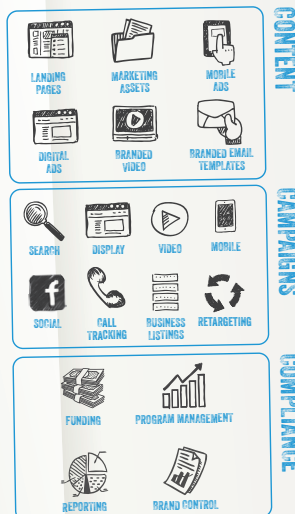 CONTENT
LANDING
PAGES
MARKETING
ASSETS
MOBILE
ADS
DIGITAL
ADS
BRANDED
VIDEO
BRANDED EMAIL
TEMPLATES
CAMPAIGNS
SEARCH
DISPLAY
VIDEO
MOBILE
f
SOCIAL
CALL
TRACKING
BUSINESS
LISTINGS
RETARGETING
COMPLIANCE
FUNDING
PROGRAM MANAGEMENT
REPORTING
BRAND CONTROL